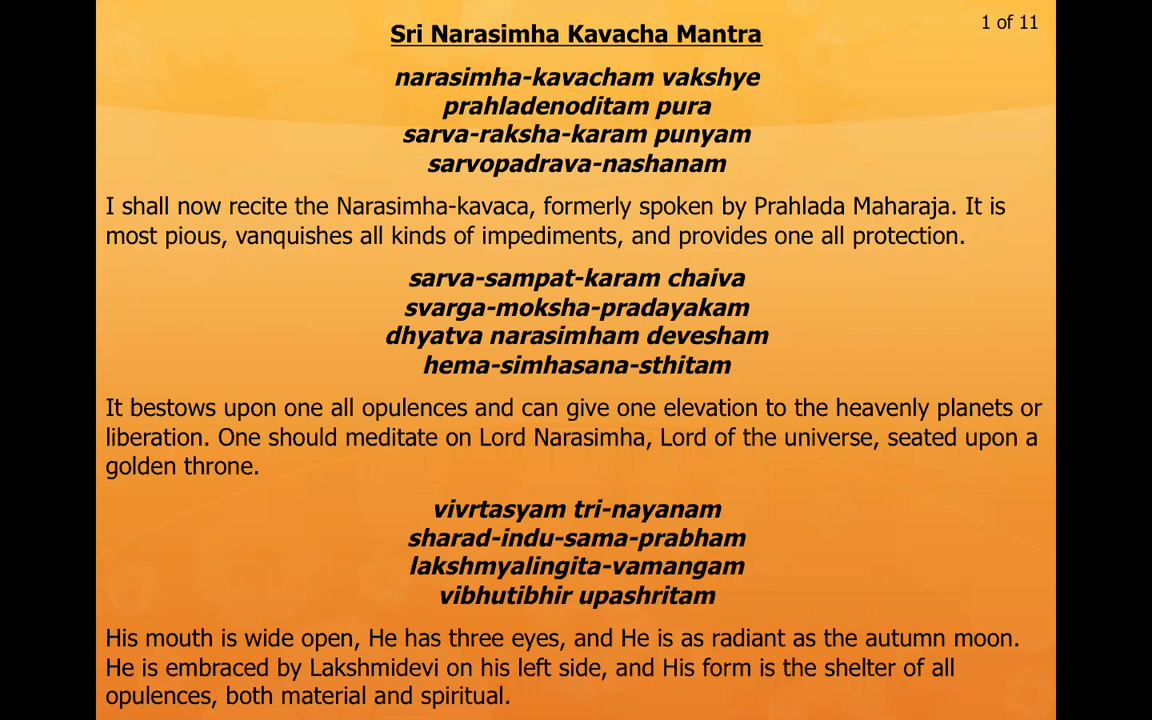 1 of 11
Sri Narasimha Kavacha Mantra
narasimha-kavacham vakshye
prahladenoditam pura
sarva-raksha-karam punyam
sarvopadrava-nashanam
I shall now recite the Narasimha-kavaca, formerly spoken by Prahlada Maharaja. It is
most pious, vanquishes all kinds of impediments, and provides one all protection.
sarva-sampat-karam chaiva
svarga-moksha-pradayakam
dhyatva narasimham devesham
hema-simhasana-sthitam
It bestows upon one all opulences and can give one elevation to the heavenly planets or
liberation. One should meditate on Lord Narasimha, Lord of the universe, seated upon a
golden throne.
vivrtasyam tri-nayanam
sharad-indu-sama-prabham
lakshmyalingita-vamangam
vibhutibhir upashritam
His mouth is wide open, He has three eyes, and He is as radiant as the autumn moon.
He is embraced by Lakshmidevi on his left side, and His form is the shelter of all
opulences, both material and spiritual.